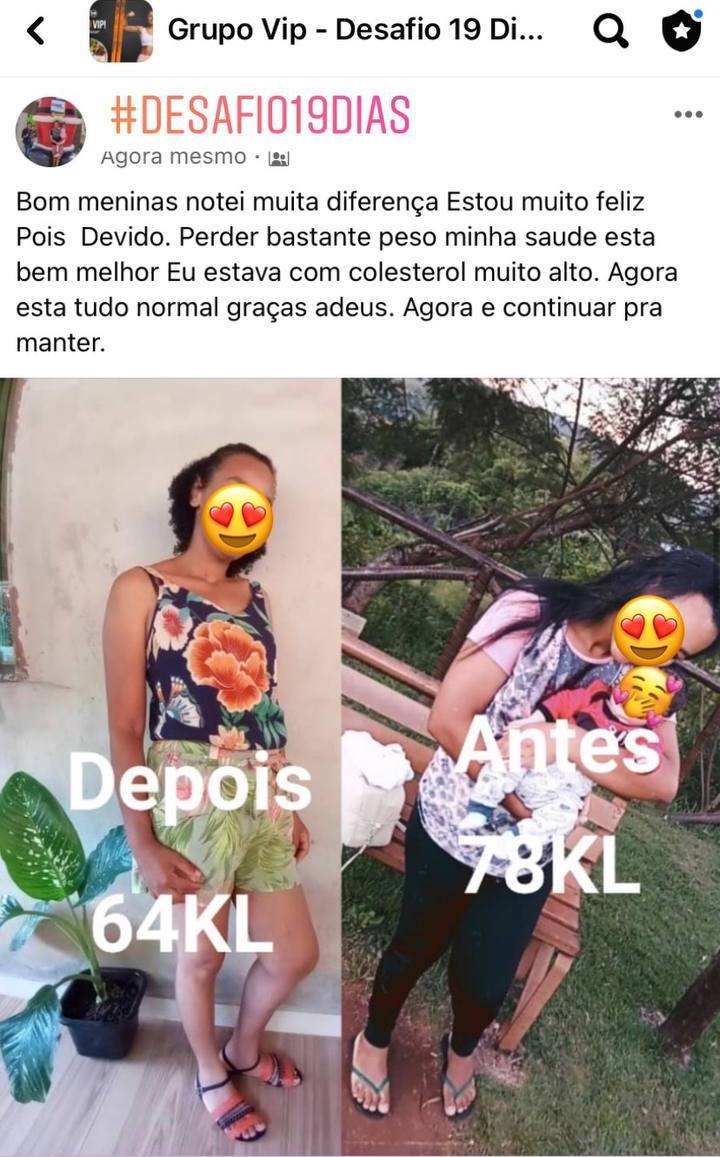 VIP!
Grupo Vip - Desafio 19 Di...
#DESAFIO19DIAS
Agora mesmo ·
Bom meninas notei muita diferença Estou muito feliz
Pois Devido. Perder bastante peso minha saude esta
bem melhor Eu estava com colesterol muito alto. Agora
esta tudo normal graças adeus. Agora e continuar pra
manter.
Depois
64KL
Antes
78KL